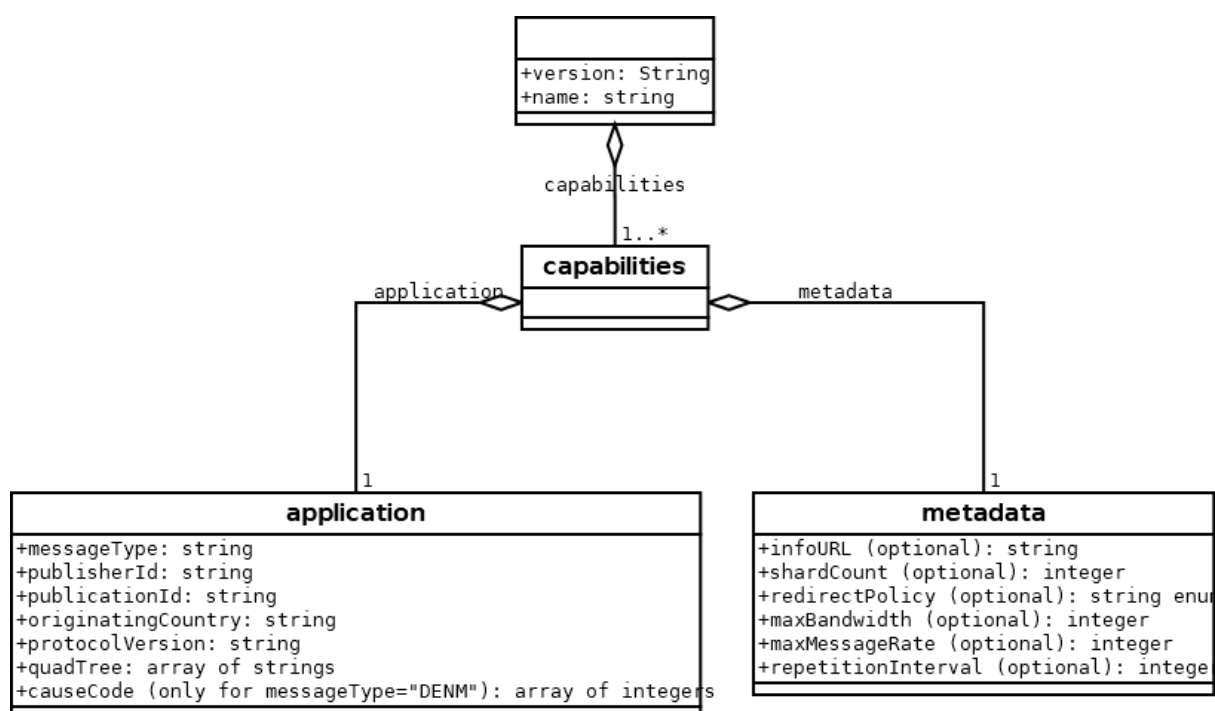 +version: String
+name: string
capabilities
1..*
capabilities
application
metadata
1
1
application
+messageType: string
+publisherId: string
+publicationId: string
+originatingCountry: string
+protocolVersion: string
+quadTree: array of strings
+causeCode (only for messageType="DENM"): array of integers
metadata
+infoURL (optional): string
+shardCount (optional): integer
+redirectPolicy (optional): string enum
+maxBandwidth (optional): integer
+maxMessageRate (optional): integer
+repetitionInterval (optional): integer